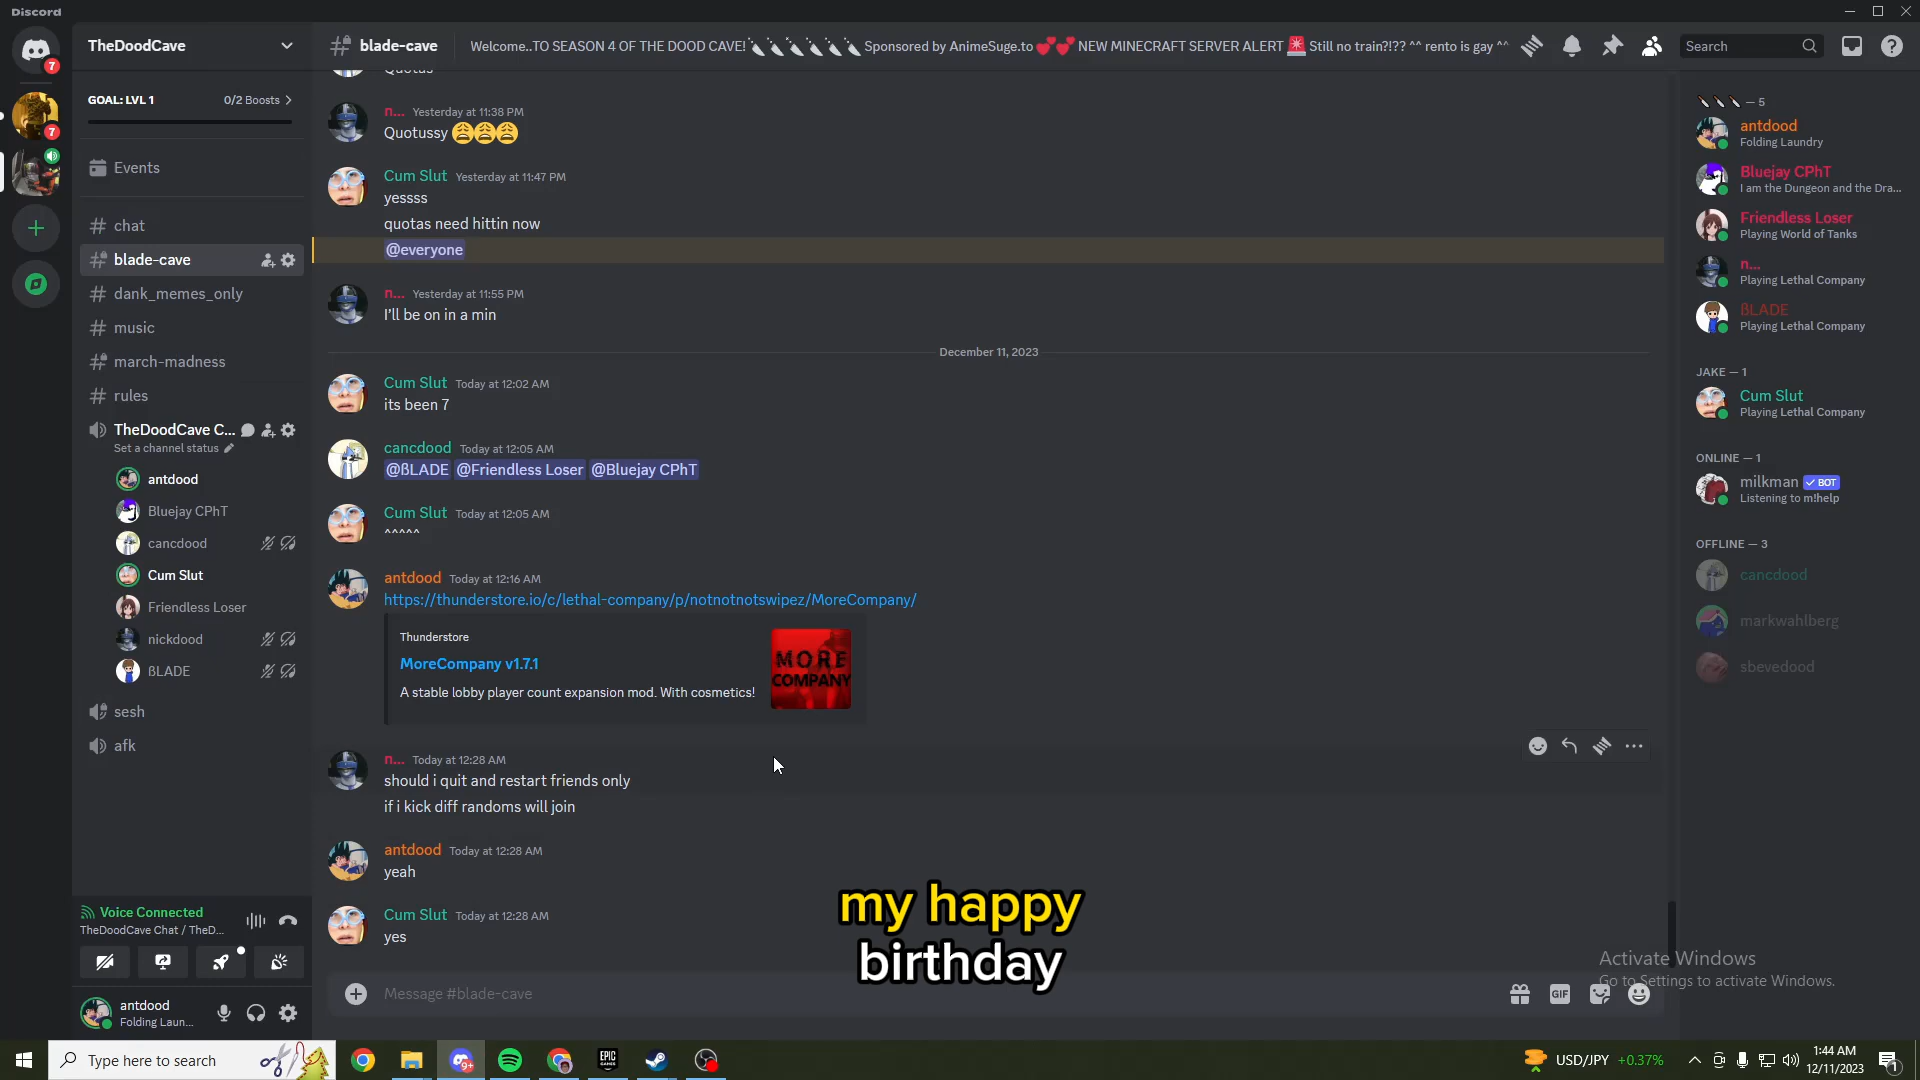 Discord
TheDoodCave
blade-cave
Welcome..TO SEASON 4 OF THE DOOD CAVE!🔪🔪🔪🔪🔪🔪 Sponsored by AnimeSuge.to 💕💕 NEW MINECRAFT SERVER ALERT 🚨 Still no train?!?? ^^ rento is gay ^^
Search
7
7
9+
GOAL: LVL 1
0/2 Boosts
Events
chat
blade-cave
dank_memes_only
music
march-madness
rules
TheDoodCave C...
Set a channel status
antdood
Bluejay CPhT
cancdood
Cum Slut
Friendless Loser
nickdood
ßLADE
sesh
afk
Voice Connected
TheDoodCave Chat / TheD...
antdood
Folding Laun...
Quotas
n... Yesterday at 11:38 PM
Quotussy 😩😩😩
Cum Slut Yesterday at 11:47 PM
yessss
quotas need hittin now
@everyone
n... Yesterday at 11:55 PM
I'll be on in a min
December 11, 2023
Cum Slut Today at 12:02 AM
its been 7
cancdood Today at 12:05 AM
@ßLADE @Friendless Loser @Bluejay CPhT
Cum Slut Today at 12:05 AM
^^^^^
antdood Today at 12:16 AM
https://thunderstore.io/c/lethal-company/p/notnotnotswipez/MoreCompany/
Thunderstore
MoreCompany v1.7.1
A stable lobby player count expansion mod. With cosmetics!
MORE
COMPANY
n... Today at 12:28 AM
should i quit and restart friends only
if i kick diff randoms will join
antdood Today at 12:28 AM
yeah
Cum Slut Today at 12:28 AM
yes
my happy
birthday
Message #blade-cave
GIF
🔪🔪🔪 — 5
antdood
Folding Laundry
Bluejay CPhT
I am the Dungeon and the Dra...
Friendless Loser
Playing World of Tanks
n...
Playing Lethal Company
ßLADE
Playing Lethal Company
JAKE — 1
Cum Slut
Playing Lethal Company
ONLINE — 1
milkman ✓ BOT
Listening to m!help
OFFLINE — 3
cancdood
markwahlberg
sbevedood
Activate Windows
Go to Settings to activate Windows.
Type here to search
EPIC
GAMES
USD/JPY +0.37%
1:44 AM
12/11/2023
1